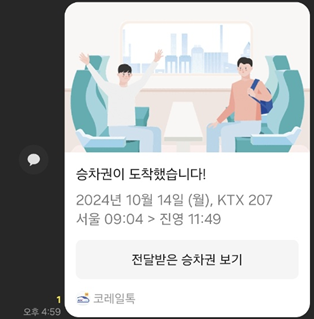 승차권이 도착했습니다!
2024년 10월 14일 (월), KTX 207
서울 09:04 > 진영 11:49
전달받은 승차권 보기
코레일톡
1
오후 4:59